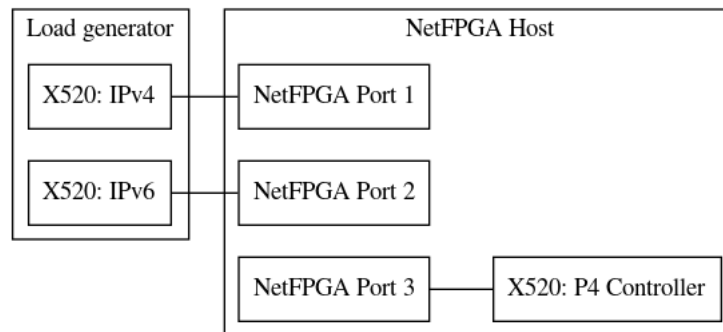 Load generator
NetFPGA Host
X520: IPv4
NetFPGA Port 1
X520: IPv6
NetFPGA Port 2
NetFPGA Port 3
X520: P4 Controller